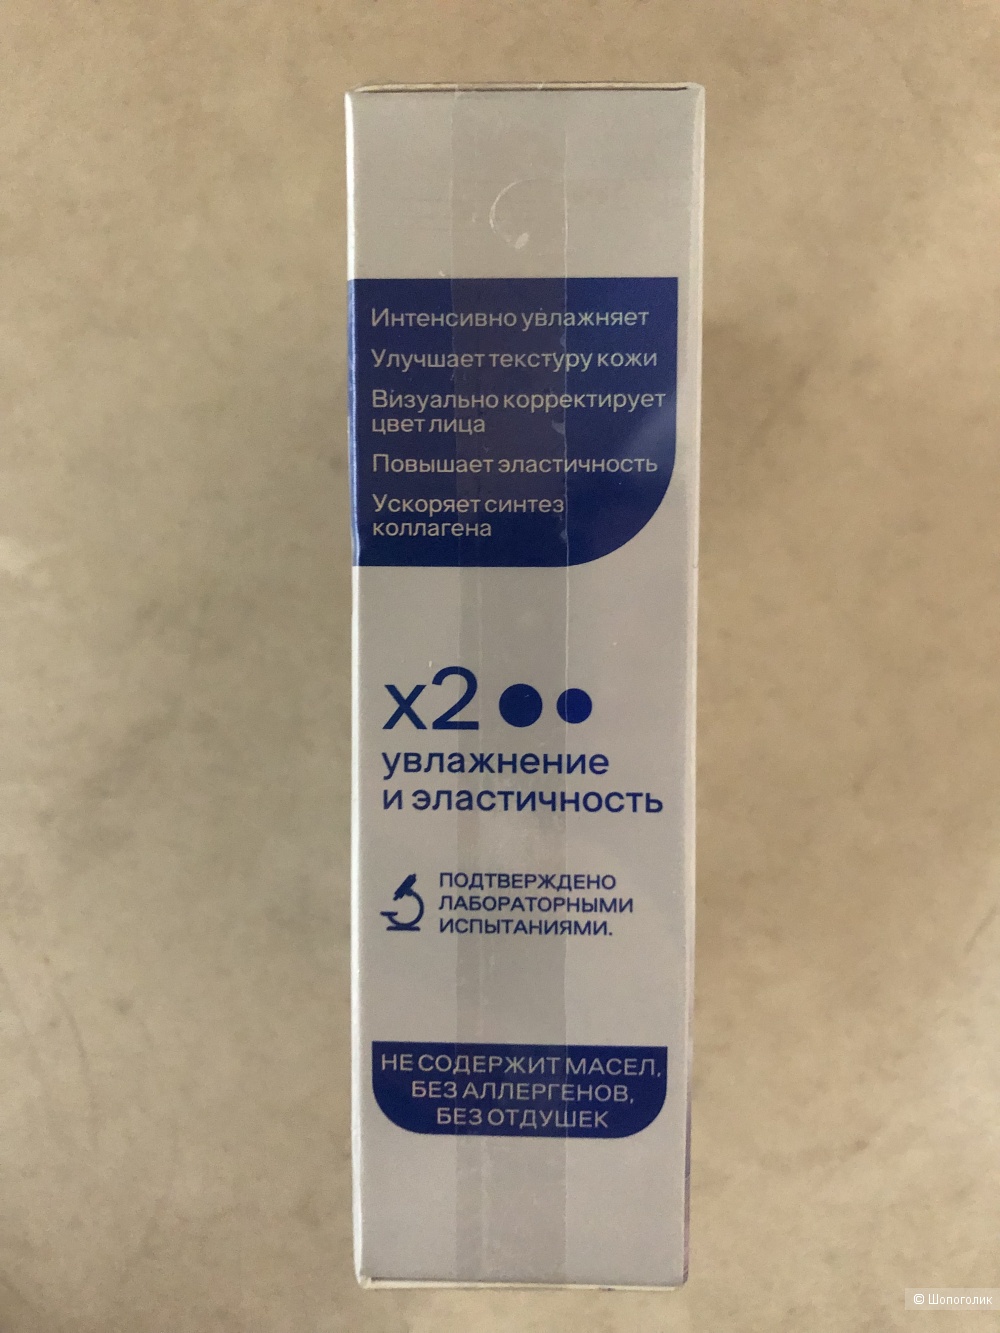 Интенсивно увлажняет
Улучшает текстуру кожи
Визуально корректирует
цвет лица
Повышает эластичность
Ускоряет синтез
коллагена
x2
увлажнение
и эластичность
ПОДТВЕРЖДЕНО
ЛАБОРАТОРНЫМИ
ИСПЫТАНИЯМИ.
НЕ СОДЕРЖИТ МАСЕЛ,
БЕЗ АЛЛЕРГЕНОВ,
БЕЗ ОТДУШЕК
© Шопоголик